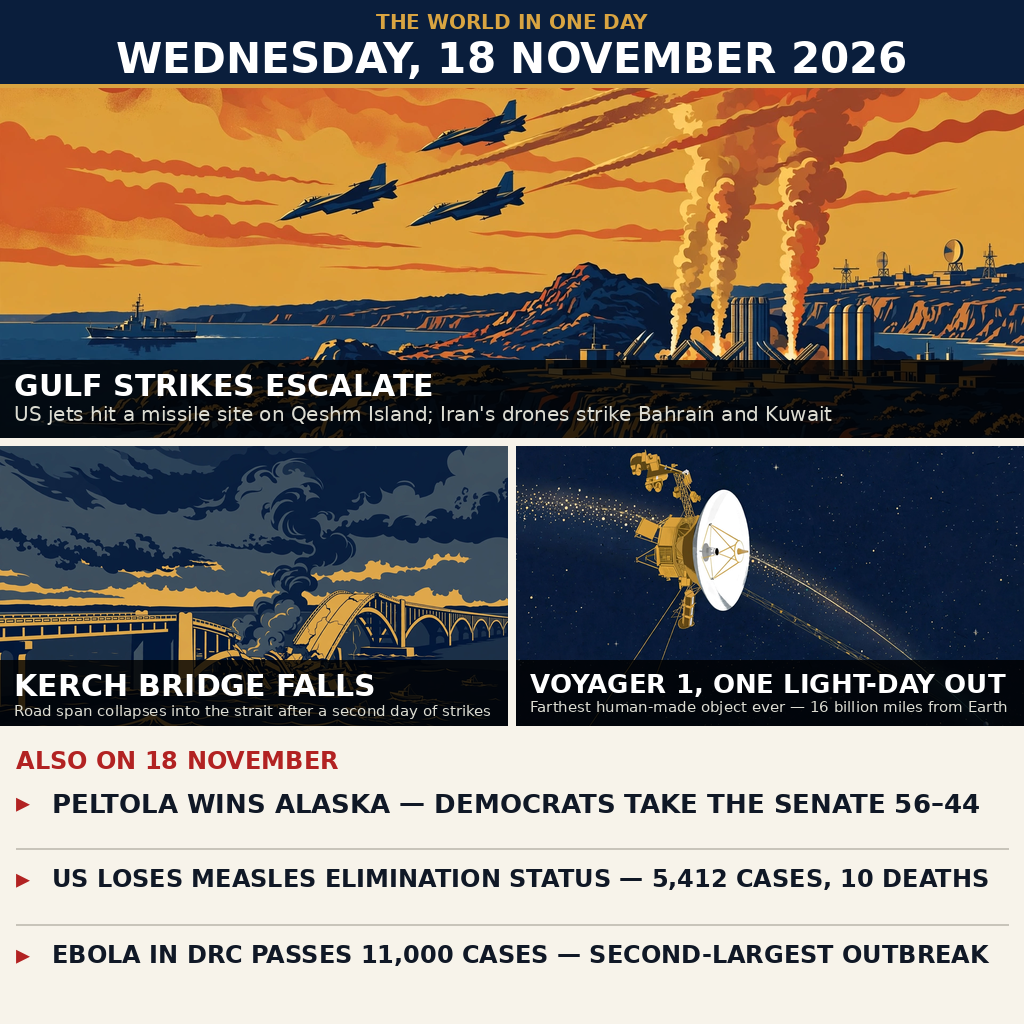 THE WORLD IN ONE DAY
WEDNESDAY, 18 NOVEMBER 2026
GULF STRIKES ESCALATE
US jets hit a missile site on Qeshm Island; Iran's drones strike Bahrain and Kuwait
KERCH BRIDGE FALLS
Road span collapses into the strait after a second day of strikes
VOYAGER 1, ONE LIGHT-DAY OUT
Farthest human-made object ever — 16 billion miles from Earth
ALSO ON 18 NOVEMBER
► PELTOLA WINS ALASKA — DEMOCRATS TAKE THE SENATE 56–44
► US LOSES MEASLES ELIMINATION STATUS — 5,412 CASES, 10 DEATHS
► EBOLA IN DRC PASSES 11,000 CASES — SECOND-LARGEST OUTBREAK